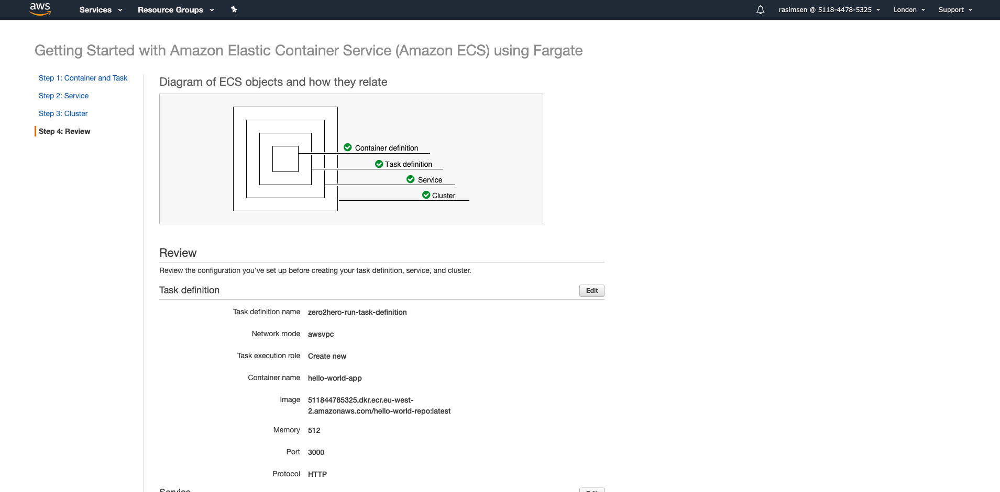 aws
Services
Resource Groups
rasimsen @ 5118-4478-5325
London
Support
Getting Started with Amazon Elastic Container Service (Amazon ECS) using Fargate
Step 1: Container and Task
Step 2: Service
Step 3: Cluster
Step 4: Review
Diagram of ECS objects and how they relate
Container definition
Task definition
Service
Cluster
Review
Review the configuration you've set up before creating your task definition, service, and cluster.
Task definition
Edit
Task definition name zero2hero-run-task-definition
Network mode awsvpc
Task execution role Create new
Container name hello-world-app
Image 511844785325.dkr.ecr.eu-west-
2.amazonaws.com/hello-world-repo:latest
Memory 512
Port 3000
Protocol HTTP
Service
Edit